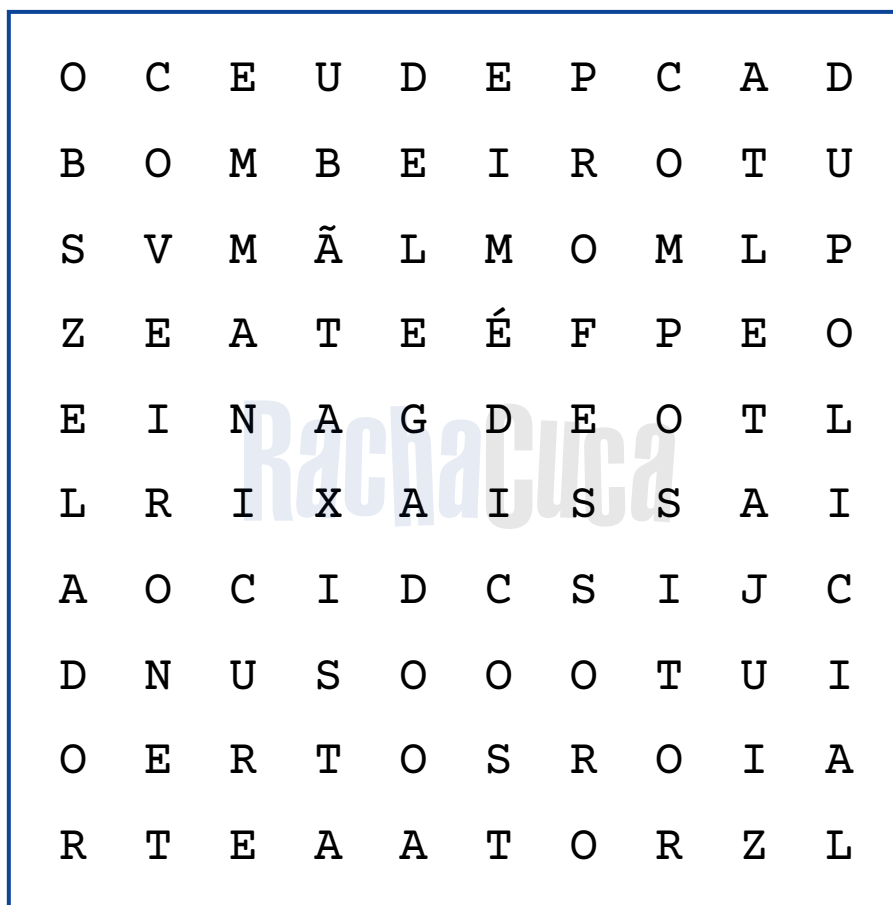 O C E U D E P C A D
B O M B E I R O T U
S V M Ã L M O M L P
Z E A T E É F P E O
E I N A G D E O T L
L R I X A I S S A I
A O C I D C S I J C
D N U S O O O T U I
O E R T O S R O I A
R T E A A T O R Z L
RachaCuca